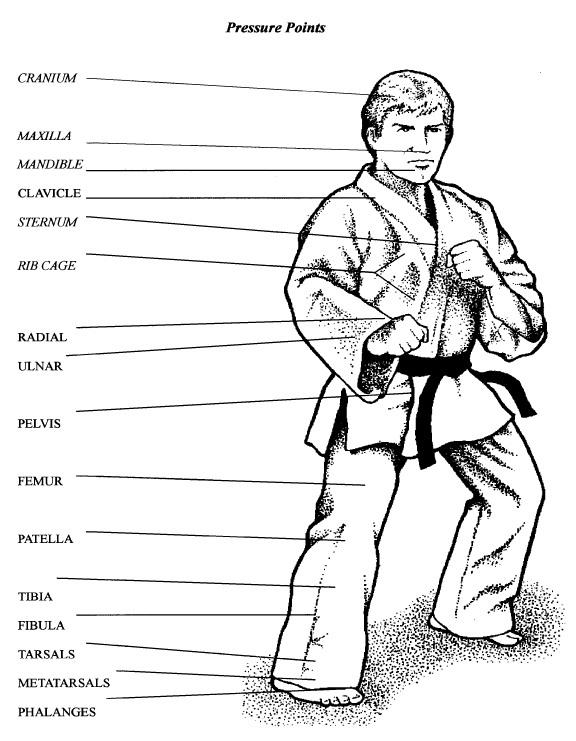 Pressure Points
CRANIUM
MAXILLA
MANDIBLE
CLAVICLE
STERNUM
RIB CAGE
RADIAL
ULNAR
PELVIS
FEMUR
PATELLA
TIBIA
FIBULA
TARSALS
METATARSALS
PHALANGES